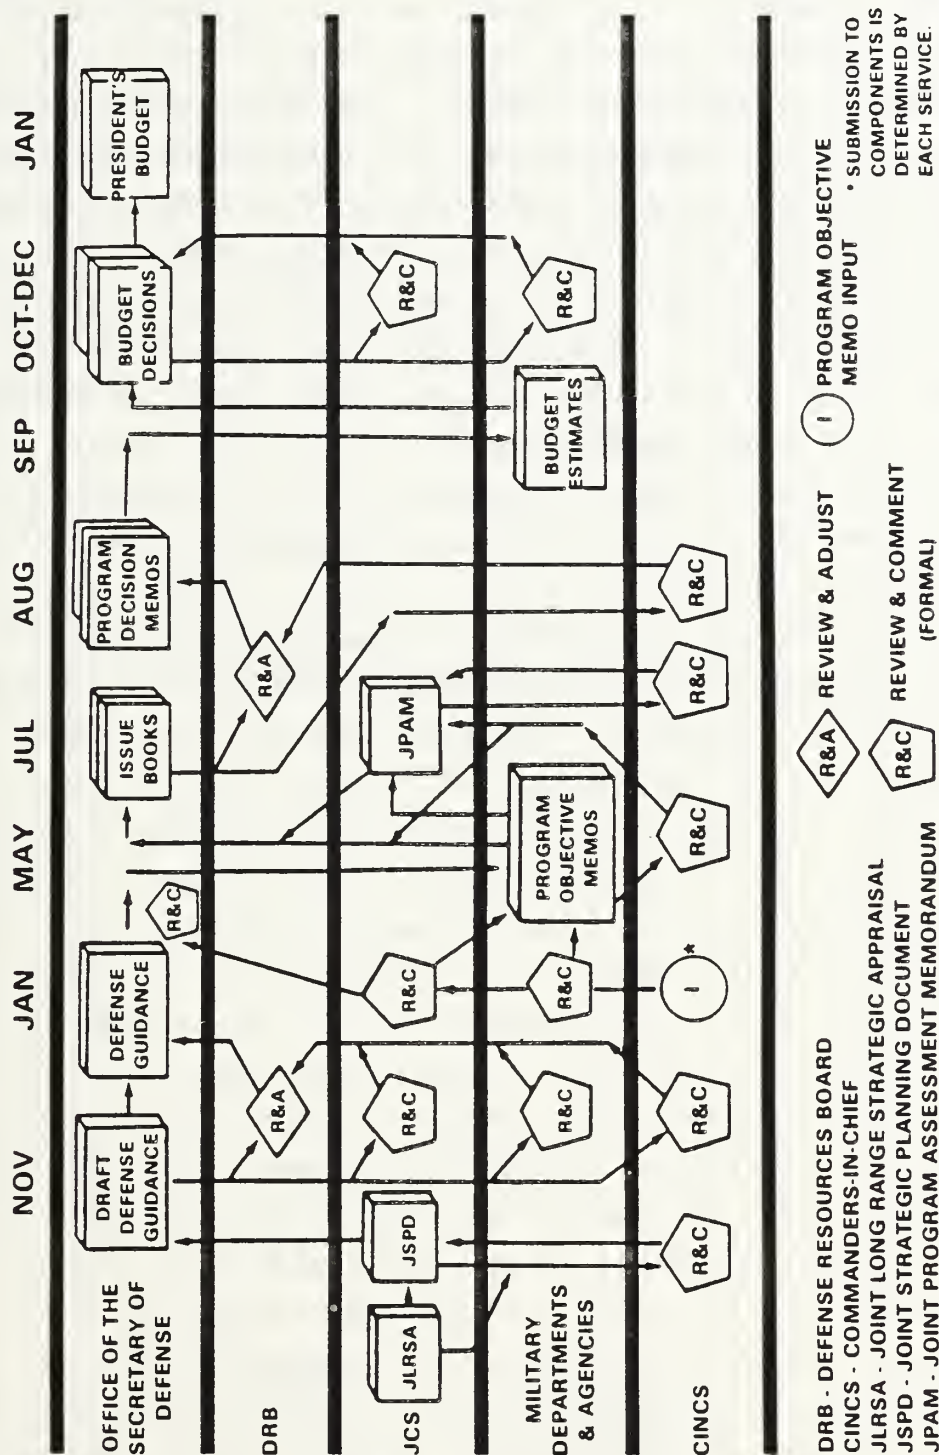 NOV
JAN
MAY
JUL
AUG
SEP
OCT-DEC
JAN
OFFICE OF THE
SECRETARY OF
DEFENSE
DRAFT
DEFENSE
GUIDANCE
DEFENSE
GUIDANCE
R&C
ISSUE
BOOKS
PROGRAM
DECISION
MEMOS
BUDGET
DECISIONS
PRESIDENT'S
BUDGET
DRB
R&A
R&A
JCS
JLRSA
JSPD
R&C
R&C
JPAM
R&C
MILITARY
DEPARTMENTS
& AGENCIES
R&C
R&C
PROGRAM
OBJECTIVE
MEMOS
BUDGET
ESTIMATES
R&C
CINCS
R&C
R&C
I *
R&C
R&C
R&C
DRB - DEFENSE RESOURCES BOARD
CINCS - COMMANDERS-IN-CHIEF
JLRSA - JOINT LONG RANGE STRATEGIC APPRAISAL
JSPD - JOINT STRATEGIC PLANNING DOCUMENT
JPAM - JOINT PROGRAM ASSESSMENT MEMORANDUM
R&A REVIEW & ADJUST
R&C REVIEW & COMMENT
(FORMAL)
I PROGRAM OBJECTIVE
MEMO INPUT
* SUBMISSION TO
COMPONENTS IS
DETERMINED BY
EACH SERVICE.